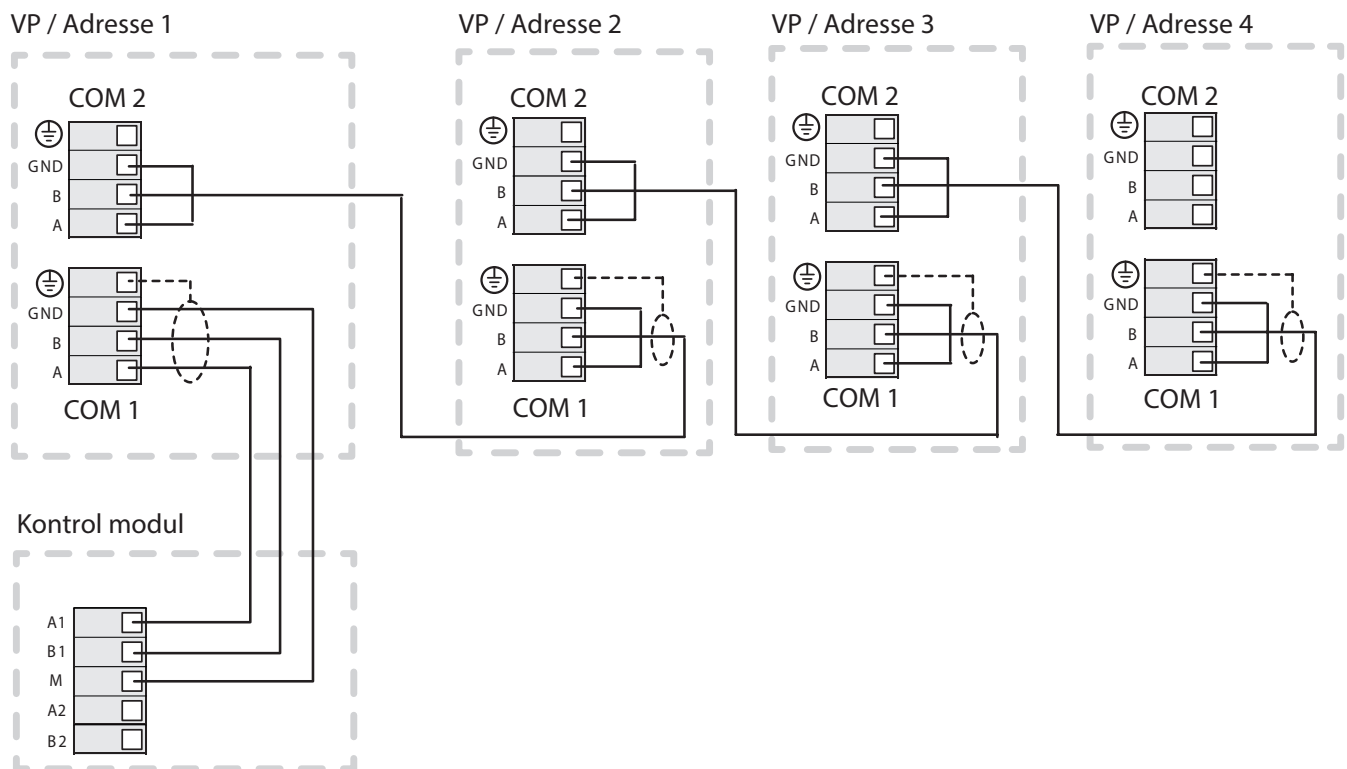 VP / Adresse 1
COM 2
GND
B
A
GND
B
A
COM 1
VP / Adresse 2
COM 2
GND
B
A
GND
B
A
COM 1
VP / Adresse 3
COM 2
GND
B
A
GND
B
A
COM 1
VP / Adresse 4
COM 2
GND
B
A
GND
B
A
COM 1
Kontrol modul
A1
B1
M
A2
B2